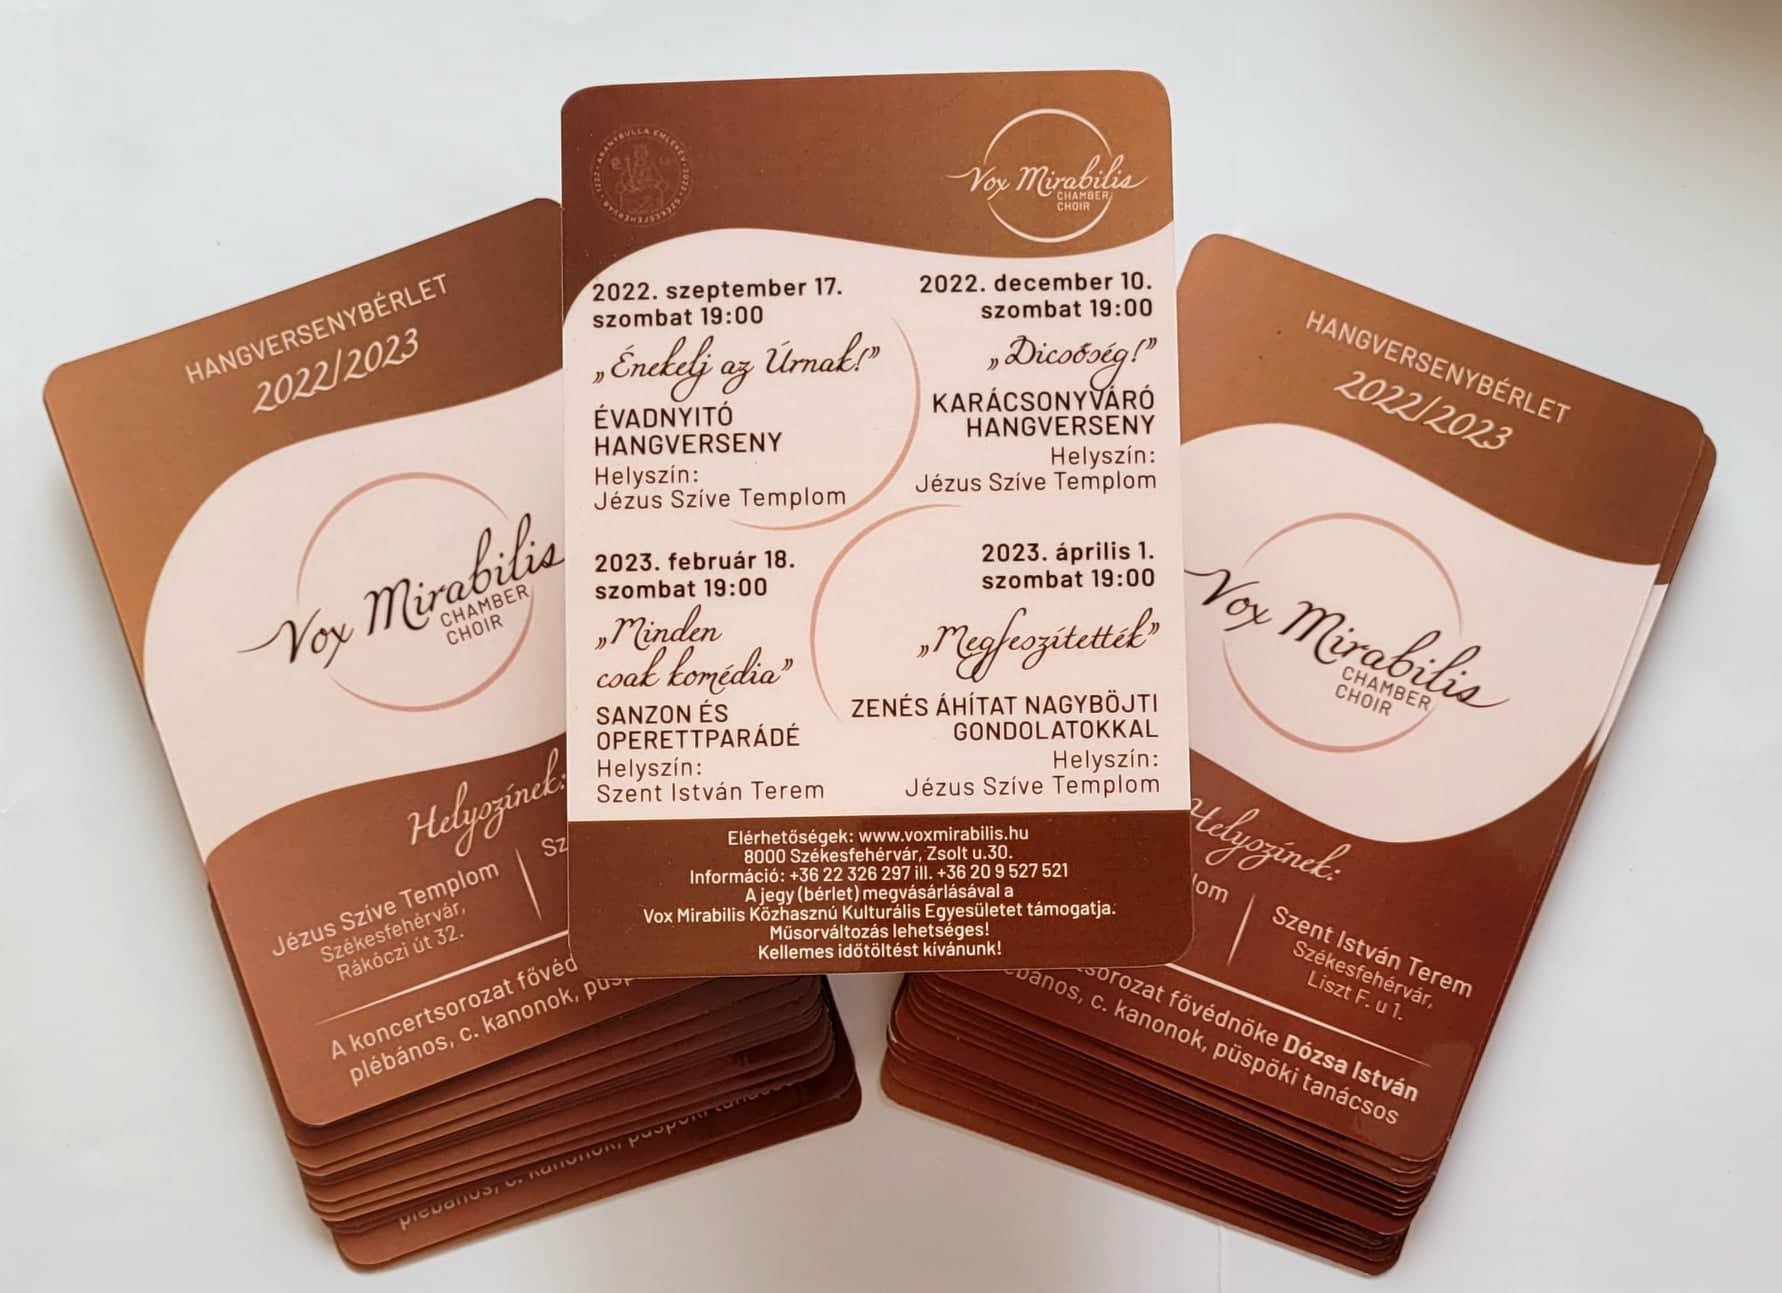 HANGVERSENYBÉRLET
2022/2023
Vox Mirabilis
CHAMBER
CHOIR
Helyszínek:
Jézus Szíve Templom
Székesfehérvár,
Rákóczi út 32.
A koncertsorozat
plébános, c. kanonok,
ARANYBULLA EMLÉKÉV • 2022 • SZÉKESFEHÉRVÁR • 1222
Vox Mirabilis
CHAMBER
CHOIR
2022. szeptember 17.
szombat 19:00
„Énekelj az Úrnak!”
ÉVADNYITÓ
HANGVERSENY
Helyszín:
Jézus Szíve Templom
2022. december 10.
szombat 19:00
„Dicsőség!”
KARÁCSONYVÁRÓ
HANGVERSENY
Helyszín:
Jézus Szíve Templom
2023. február 18.
szombat 19:00
„Minden
csak komédia”
SANZON ÉS
OPERETTPARÁDÉ
Helyszín:
Szent István Terem
2023. április 1.
szombat 19:00
„Megfeszítették”
ZENÉS ÁHÍTAT NAGYBÖJTI
GONDOLATOKKAL
Helyszín:
Jézus Szíve Templom
Elérhetőségek: www.voxmirabilis.hu
8000 Székesfehérvár, Zsolt u.30.
Információ: +36 22 326 297 ill. +36 20 9 527 521
A jegy (bérlet) megvásárlásával a
Vox Mirabilis Közhasznú Kulturális Egyesületet támogatja.
Műsorváltozás lehetséges!
Kellemes időtöltést kívánunk!
HANGVERSENYBÉRLET
2022/2023
Vox Mirabilis
CHAMBER
CHOIR
Helyszínek:
Szent István Terem
Székesfehérvár,
Liszt F. u 1.
fővédnöke Dózsa István
c. kanonok, püspöki tanácsos
plébános, c. kanonok, püspöki